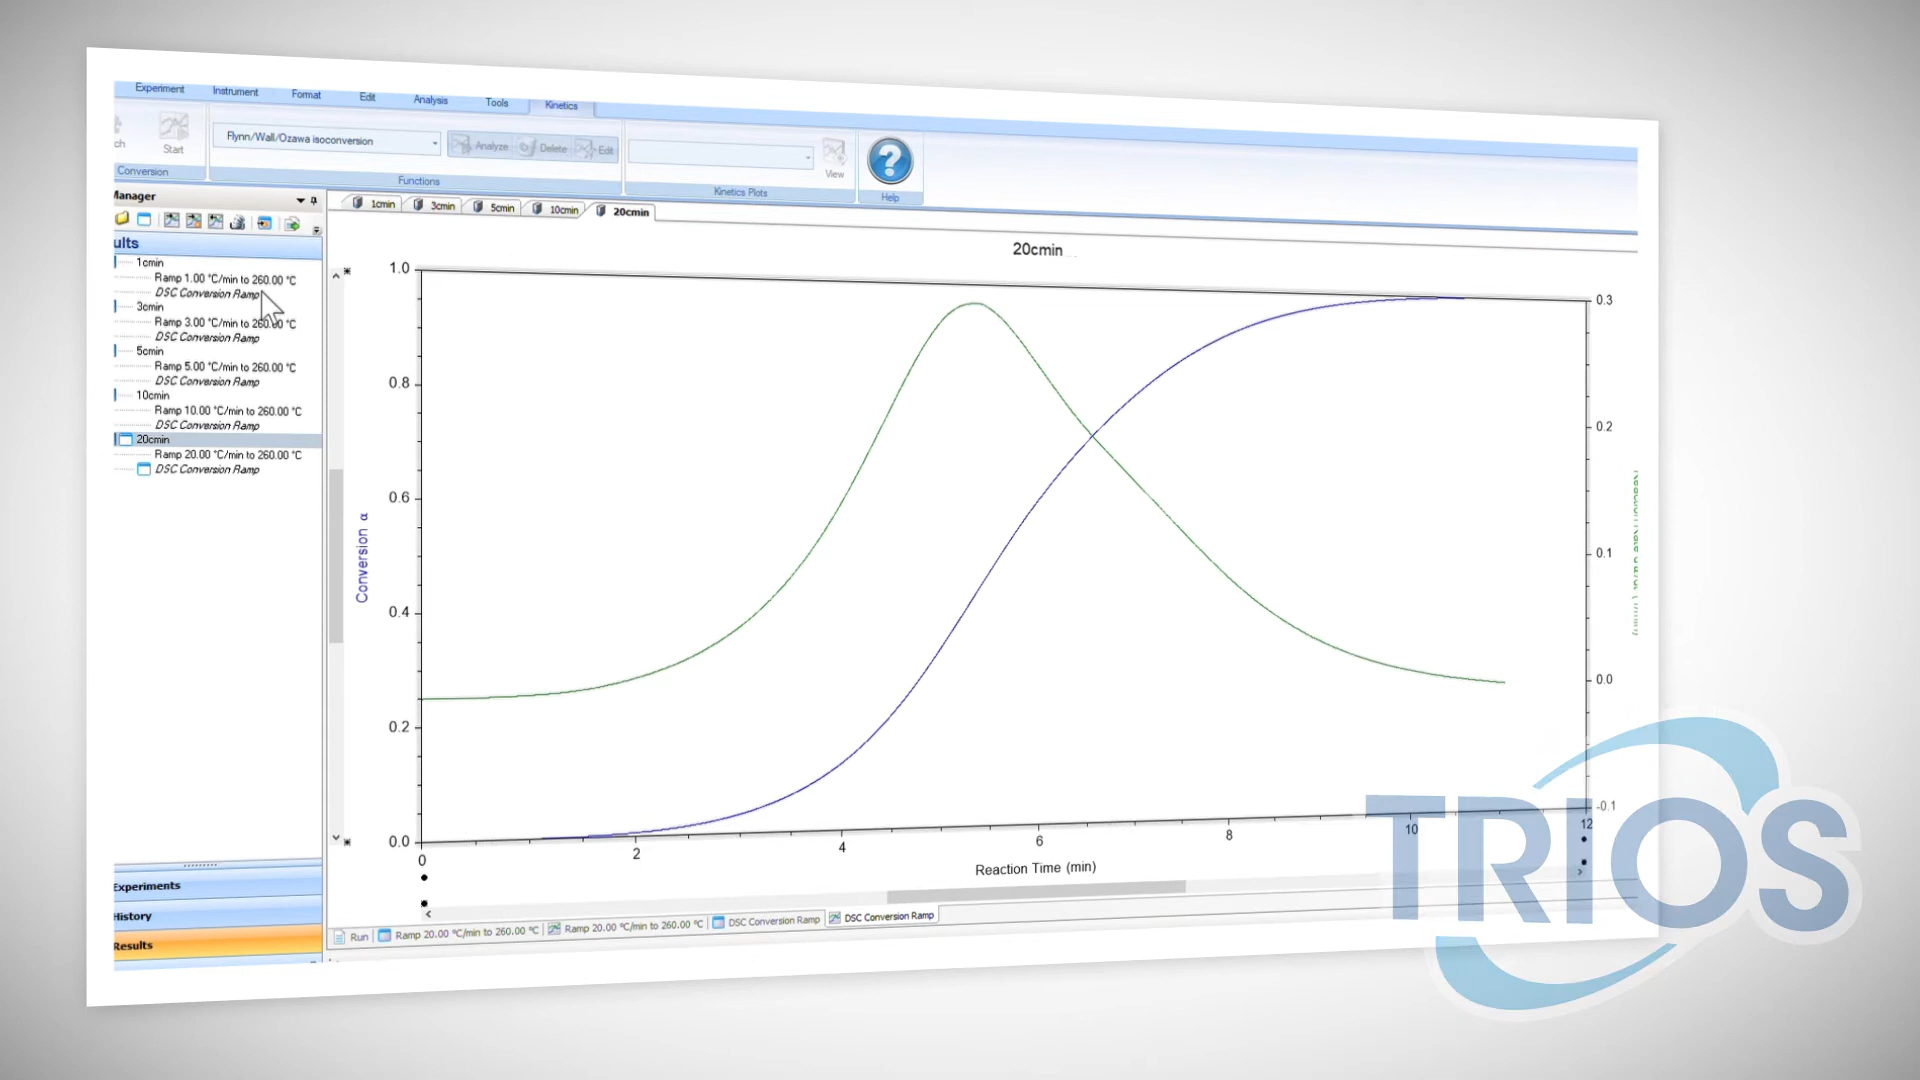 Experiment Instrument Format Edit Analysis Tools Kinetics
ch Start Flynn/Wall/Ozawa isoconversion Analyze Delete Edit View
Conversion Functions Kinetics Plots Help
Manager
1cmin 3cmin 5cmin 10cmin 20cmin
ults
1cmin
Ramp 1.00 °C/min to 260.00 °C
DSC Conversion Ramp
3cmin
Ramp 3.00 °C/min to 260.00 °C
DSC Conversion Ramp
5cmin
Ramp 5.00 °C/min to 260.00 °C
DSC Conversion Ramp
10cmin
Ramp 10.00 °C/min to 260.00 °C
DSC Conversion Ramp
20cmin
Ramp 20.00 °C/min to 260.00 °C
DSC Conversion Ramp
Experiments
History
Results
20cmin
1.0
0.8
0.6
0.4
0.2
0.0
Conversion α
0.3
0.2
0.1
0.0
-0.1
0 2 4 6 8 10 12
Reaction Time (min)
Run Ramp 20.00 °C/min to 260.00 °C Ramp 20.00 °C/min to 260.00 °C DSC Conversion Ramp DSC Conversion Ramp
TRIOS